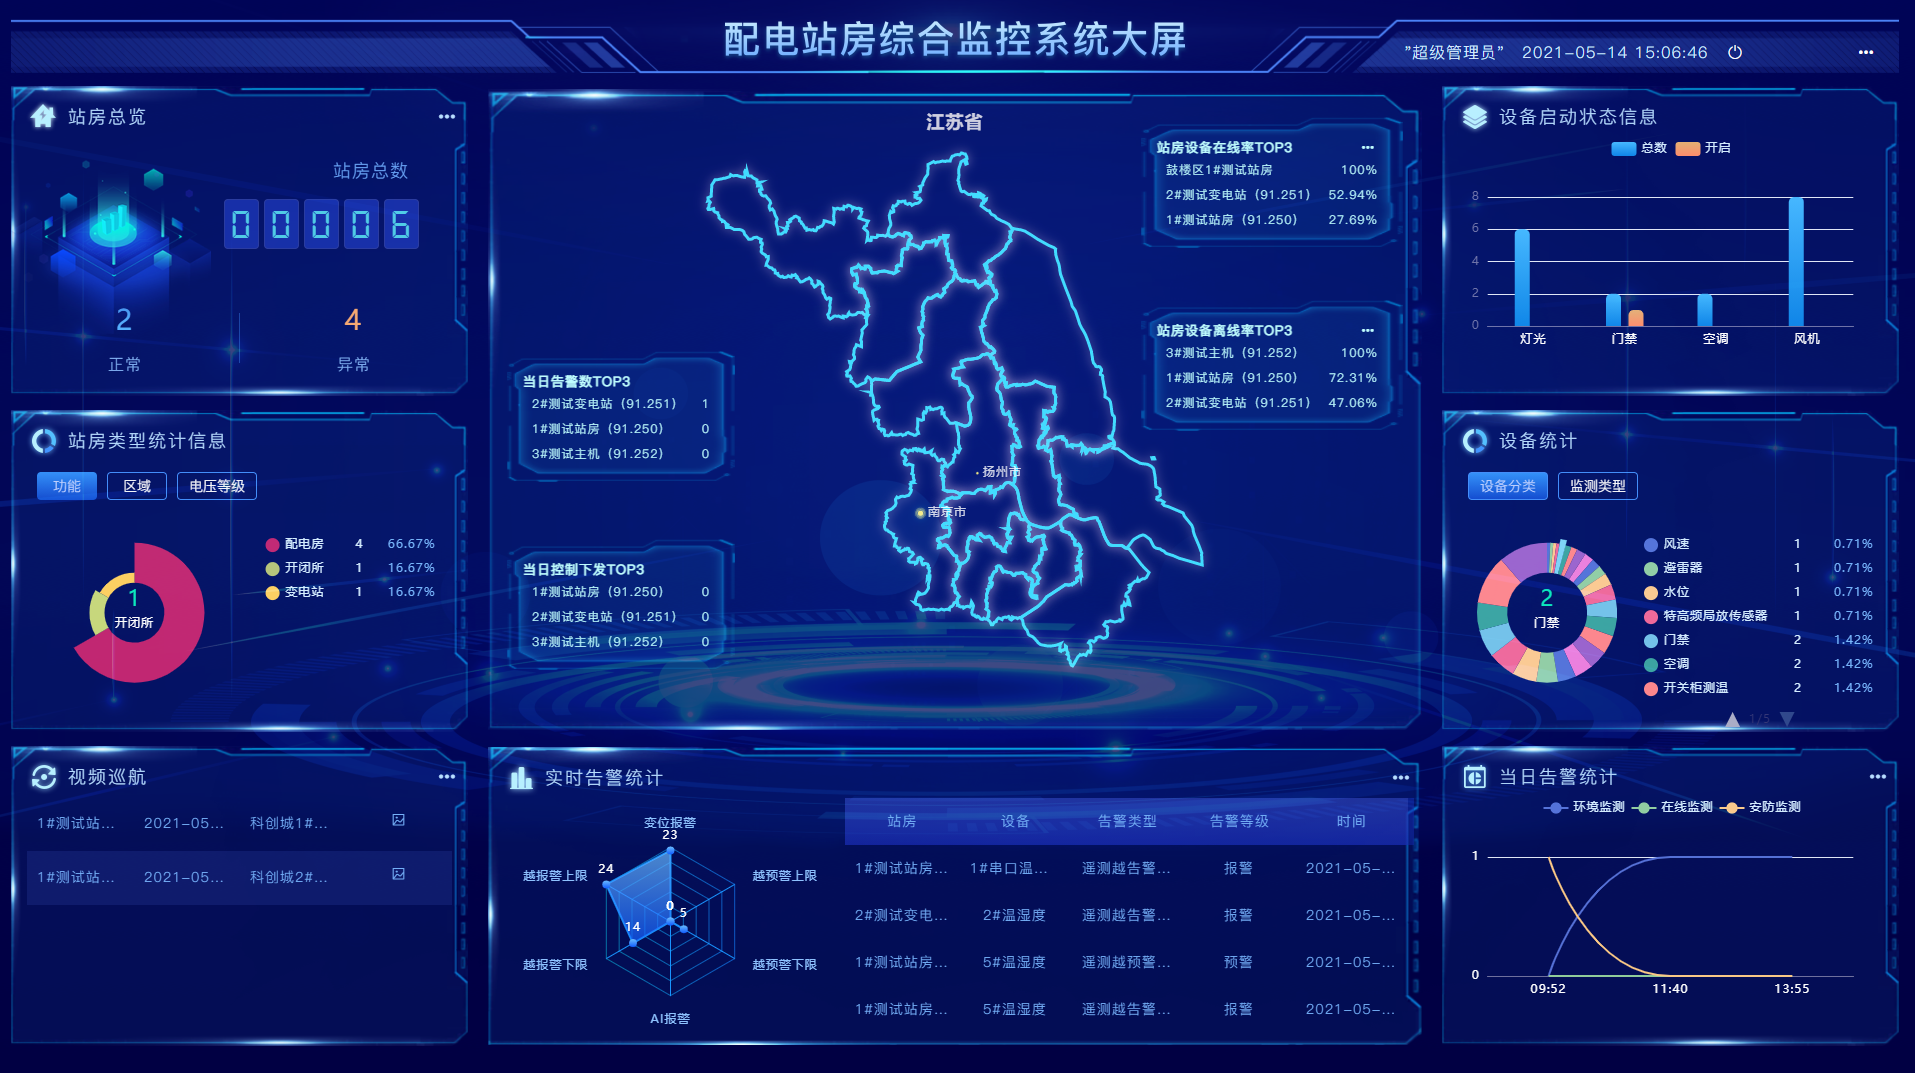 配电站房综合监控系统大屏
”超级管理员” 2021-05-14 15:06:46
站房总览
站房总数
0 0 0 0 6
2 4
正常 异常
站房类型统计信息
功能 区域 电压等级
配电房 4 66.67%
开闭所 1 16.67%
变电站 1 16.67%
1
开闭所
视频巡航
1#测试站... 2021-05... 科创城1#...
1#测试站... 2021-05... 科创城2#...
江苏省
扬州市
南京市
站房设备在线率TOP3
鼓楼区1#测试站房 100%
2#测试变电站（91.251） 52.94%
1#测试站房（91.250） 27.69%
站房设备离线率TOP3
3#测试主机（91.252） 100%
1#测试站房（91.250） 72.31%
2#测试变电站（91.251） 47.06%
当日告警数TOP3
2#测试变电站（91.251） 1
1#测试站房（91.250） 0
3#测试主机（91.252） 0
当日控制下发TOP3
1#测试站房（91.250） 0
2#测试变电站（91.251） 0
3#测试主机（91.252） 0
实时告警统计
变位报警
23
24
越报警上限
越预警上限
0
5
14
越报警下限
越预警下限
AI报警
站房 设备 告警类型 告警等级 时间
1#测试站房... 1#串口温... 遥测越告警... 报警 2021-05-...
2#测试变电... 2#温湿度 遥测越告警... 报警 2021-05-...
1#测试站房... 5#温湿度 遥测越预警... 预警 2021-05-...
1#测试站房... 5#温湿度 遥测越告警... 报警 2021-05-...
设备启动状态信息
总数 开启
8
6
4
2
0
灯光 门禁 空调 风机
设备统计
设备分类 监测类型
风速 1 0.71%
避雷器 1 0.71%
水位 1 0.71%
特高频局放传感器 1 0.71%
门禁 2 1.42%
空调 2 1.42%
开关柜测温 2 1.42%
1/5
2
门禁
当日告警统计
环境监测 在线监测 安防监测
1
0
09:52 11:40 13:55